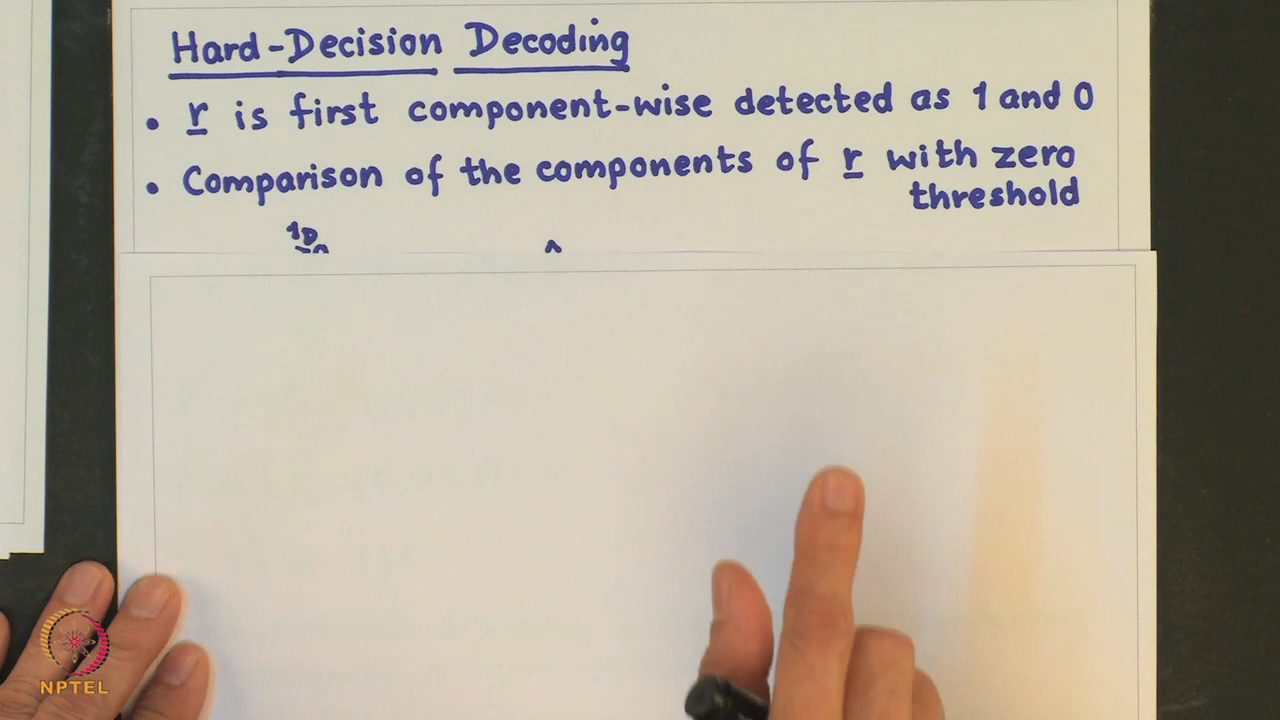 Hard-Decision Decoding
• r is first component-wise detected as 1 and 0
• Comparison of the components of r with zero
threshold
NPTEL